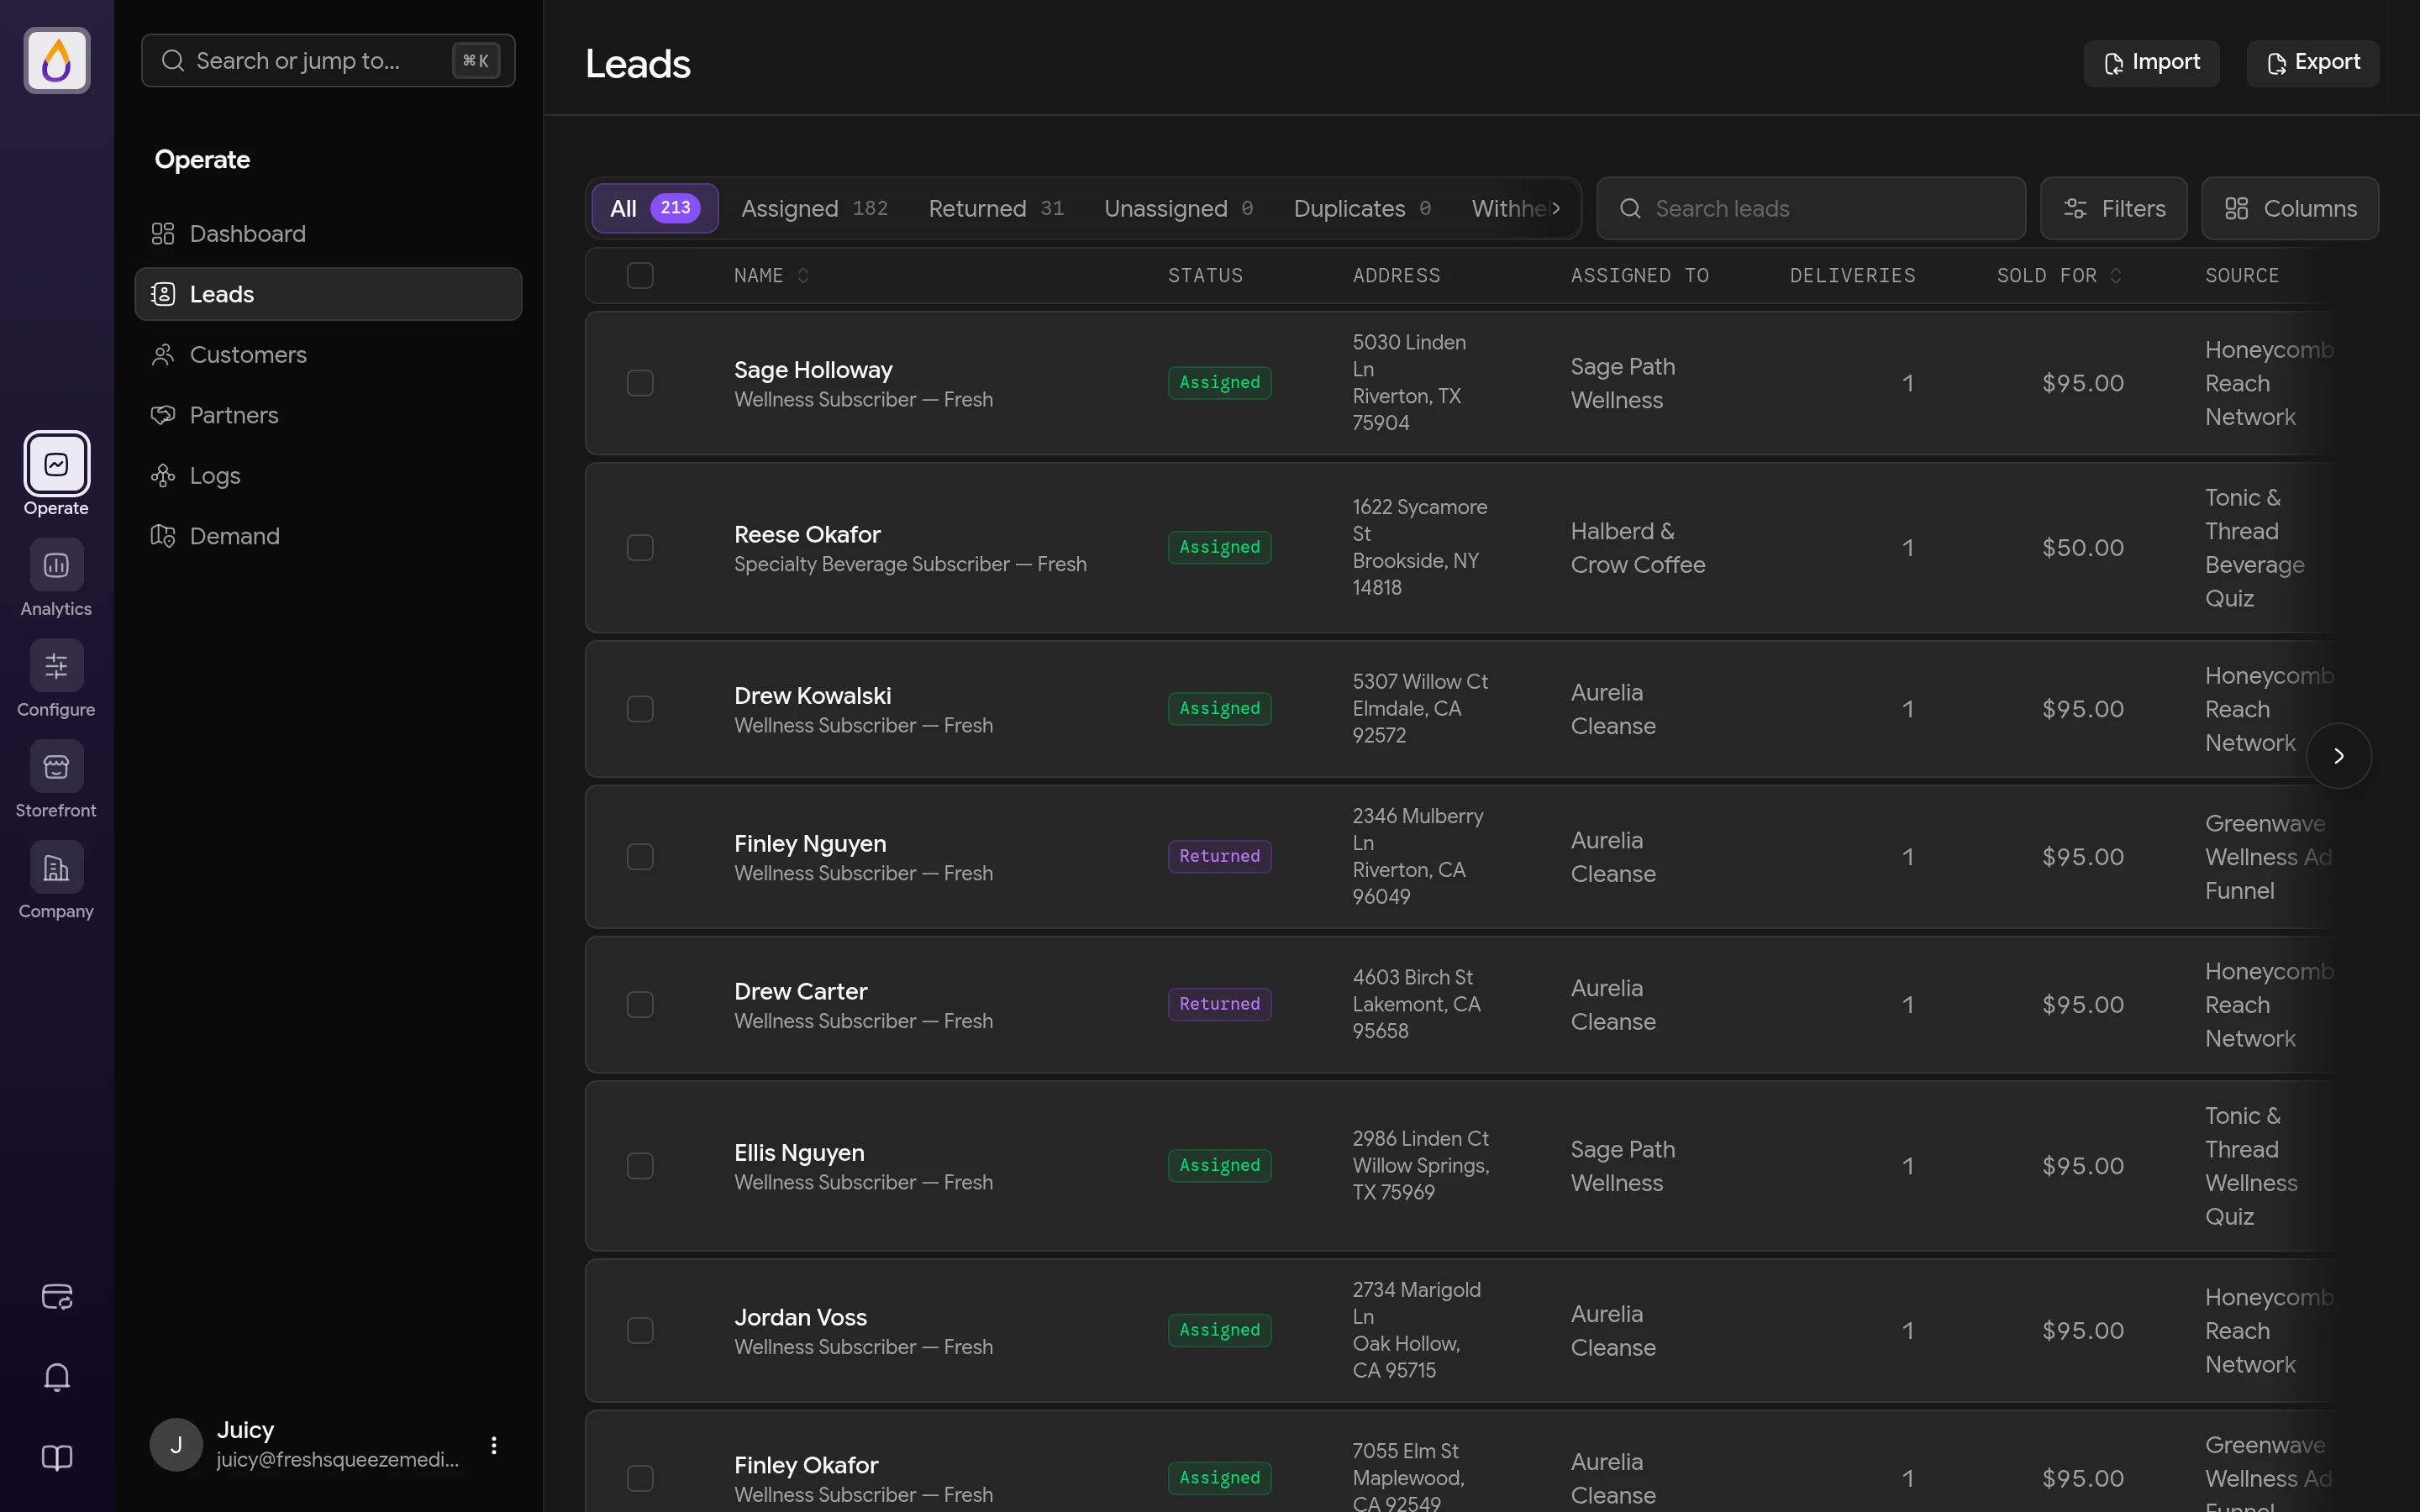 Search or jump to...
⌘K
Operate
Dashboard
Leads
Customers
Partners
Logs
Demand
Operate
Analytics
Configure
Storefront
Company
J
Juicy
juicy@freshsqueezemedi...
Leads
Import
Export
All 213
Assigned 182
Returned 31
Unassigned 0
Duplicates 0
Withhe
Search leads
Filters
Columns
NAME STATUS ADDRESS ASSIGNED TO DELIVERIES SOLD FOR SOURCE
Sage Holloway
Wellness Subscriber — Fresh
Assigned
5030 Linden
Ln
Riverton, TX
75904
Sage Path
Wellness
1
$95.00
Honeycomb
Reach
Network
Reese Okafor
Specialty Beverage Subscriber — Fresh
Assigned
1622 Sycamore
St
Brookside, NY
14818
Halberd &
Crow Coffee
1
$50.00
Tonic &
Thread
Beverage
Quiz
Drew Kowalski
Wellness Subscriber — Fresh
Assigned
5307 Willow Ct
Elmdale, CA
92572
Aurelia
Cleanse
1
$95.00
Honeycomb
Reach
Network
Finley Nguyen
Wellness Subscriber — Fresh
Returned
2346 Mulberry
Ln
Riverton, CA
96049
Aurelia
Cleanse
1
$95.00
Greenwave
Wellness Ad
Funnel
Drew Carter
Wellness Subscriber — Fresh
Returned
4603 Birch St
Lakemont, CA
95658
Aurelia
Cleanse
1
$95.00
Honeycomb
Reach
Network
Ellis Nguyen
Wellness Subscriber — Fresh
Assigned
2986 Linden Ct
Willow Springs,
TX 75969
Sage Path
Wellness
1
$95.00
Tonic &
Thread
Wellness
Quiz
Jordan Voss
Wellness Subscriber — Fresh
Assigned
2734 Marigold
Ln
Oak Hollow,
CA 95715
Aurelia
Cleanse
1
$95.00
Honeycomb
Reach
Network
Finley Okafor
Wellness Subscriber — Fresh
Assigned
7055 Elm St
Maplewood,
CA 92549
Aurelia
Cleanse
1
$95.00
Greenwave
Wellness Ad
Funnel